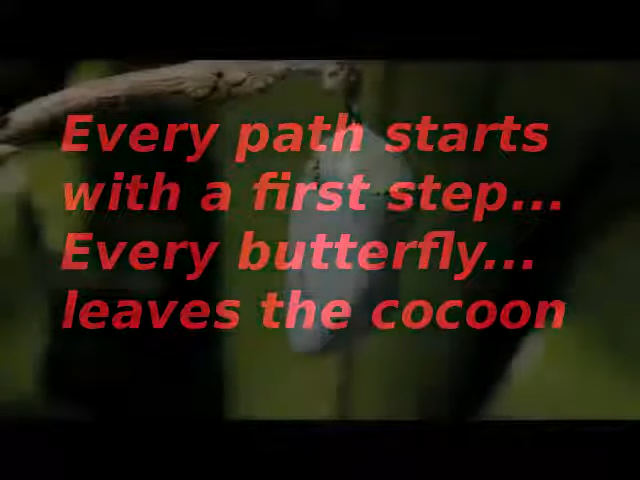 Every path starts
with a first step...
Every butterfly...
leaves the cocoon